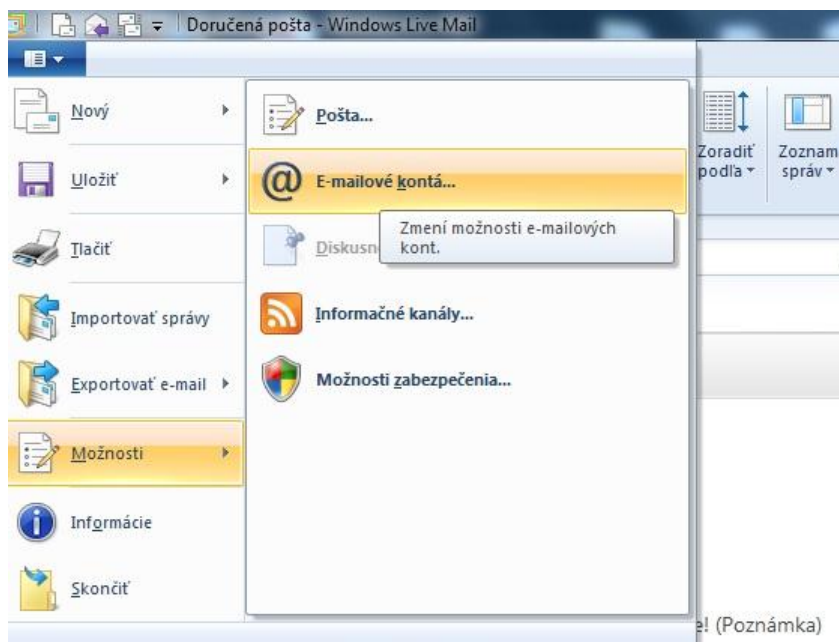 Doručená pošta - Windows Live Mail
Nový
Uložiť
Tlačiť
Importovať správy
Exportovať e-mail
Možnosti
Informácie
Skončiť
Pošta...
E-mailové kontá...
Zmení možnosti e-mailových
kont.
Informačné kanály...
Možnosti zabezpečenia...
Zoradiť
podľa
Zoznam
správ
(Poznámka)